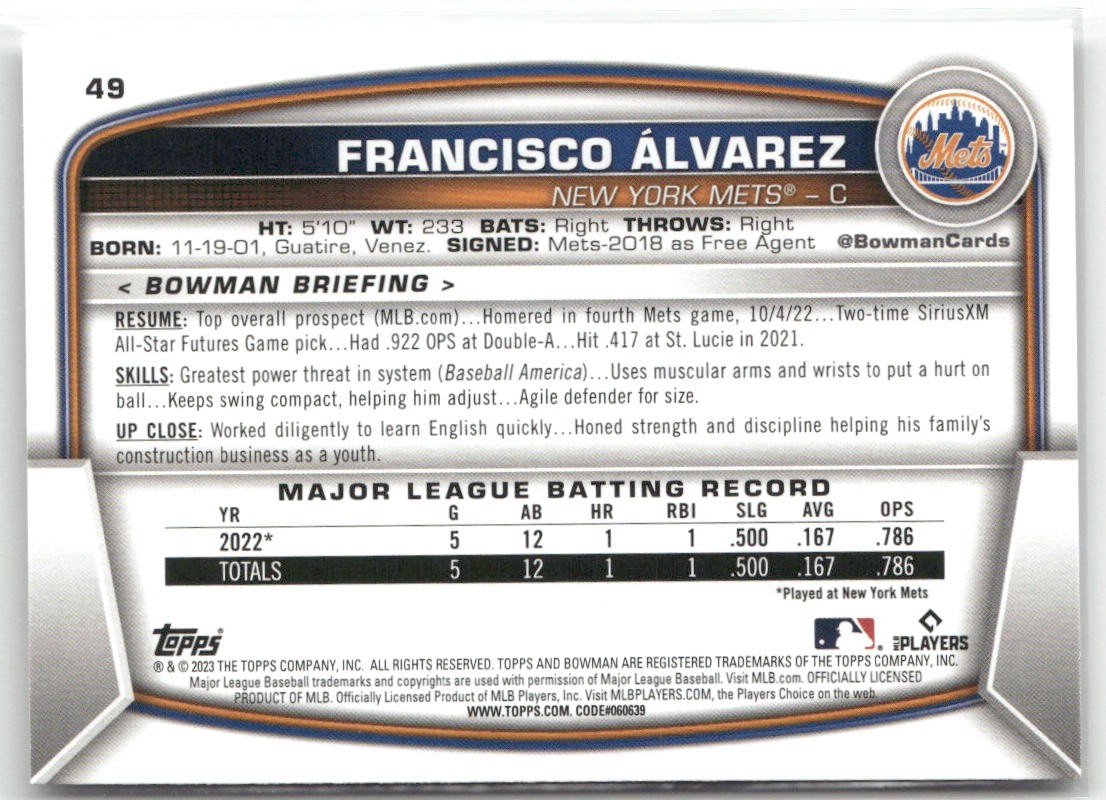 49
FRANCISCO ÁLVAREZ
Mets
NEW YORK METS® – C
HT: 5'10" WT: 233 BATS: Right THROWS: Right
BORN: 11-19-01, Guatire, Venez. SIGNED: Mets-2018 as Free Agent @BowmanCards
< BOWMAN BRIEFING >
RESUME: Top overall prospect (MLB.com)...Homered in fourth Mets game, 10/4/22...Two-time SiriusXM
All-Star Futures Game pick...Had .922 OPS at Double-A...Hit .417 at St. Lucie in 2021.
SKILLS: Greatest power threat in system (Baseball America)...Uses muscular arms and wrists to put a hurt on
ball...Keeps swing compact, helping him adjust...Agile defender for size.
UP CLOSE: Worked diligently to learn English quickly...Honed strength and discipline helping his family's
construction business as a youth.
MAJOR LEAGUE BATTING RECORD
YR G AB HR RBI SLG AVG OPS
2022* 5 12 1 1 .500 .167 .786
TOTALS 5 12 1 1 .500 .167 .786
*Played at New York Mets
topps® ® MLB PLAYERS
® & © 2023 THE TOPPS COMPANY, INC. ALL RIGHTS RESERVED. TOPPS AND BOWMAN ARE REGISTERED TRADEMARKS OF THE TOPPS COMPANY, INC.
Major League Baseball trademarks and copyrights are used with permission of Major League Baseball. Visit MLB.com. OFFICIALLY LICENSED
PRODUCT OF MLB. Officially Licensed Product of MLB Players, Inc. Visit MLBPLAYERS.COM, the Players Choice on the web.
WWW.TOPPS.COM. CODE#060639